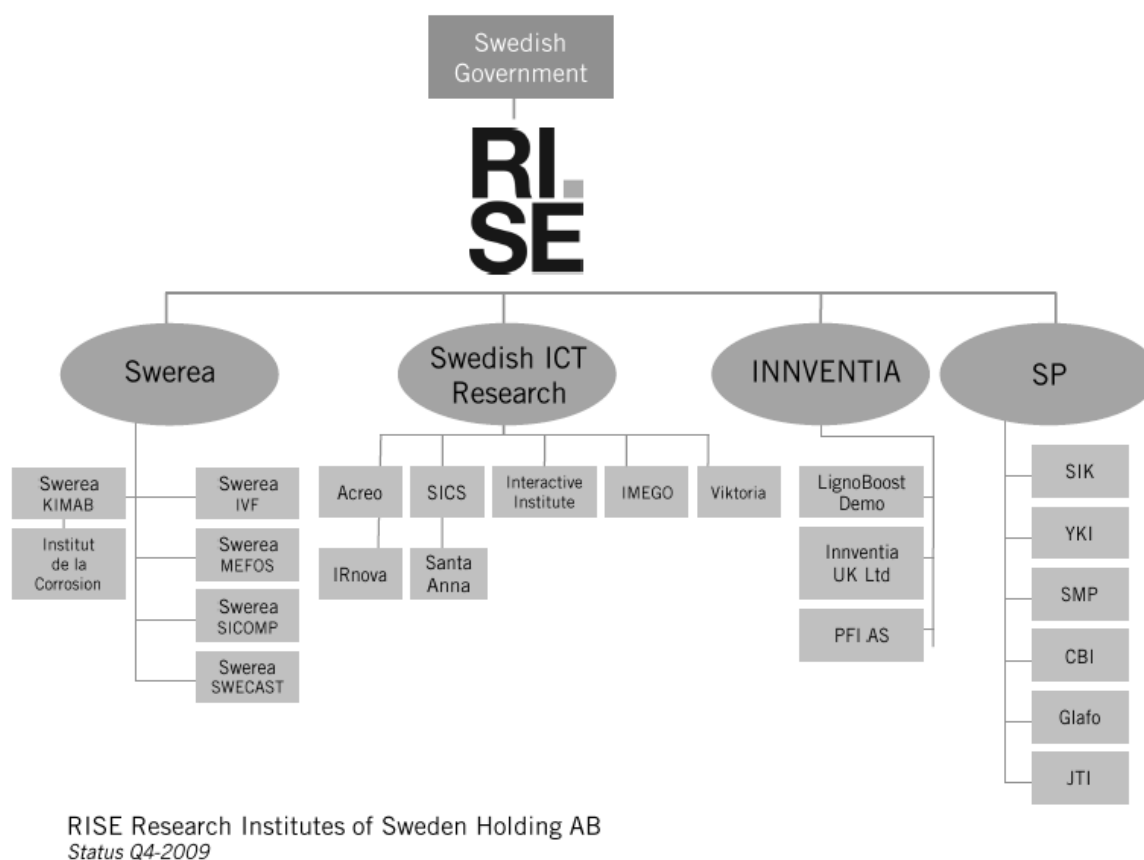 Swedish
Government
RI.
SE
Swerea
Swedish ICT
Research
INNVENTIA
SP
Swerea
KIMAB
Institut
de la
Corrosion
Swerea
IVF
Swerea
MEFOS
Swerea
SICOMP
Swerea
SWECAST
Acreo
SICS
Interactive
Institute
IMEGO
Viktoria
IRnova
Santa
Anna
LignoBoost
Demo
Innventia
UK Ltd
PFI.AS
SIK
YKI
SMP
CBI
Glafo
JTI
RISE Research Institutes of Sweden Holding AB
Status Q4-2009